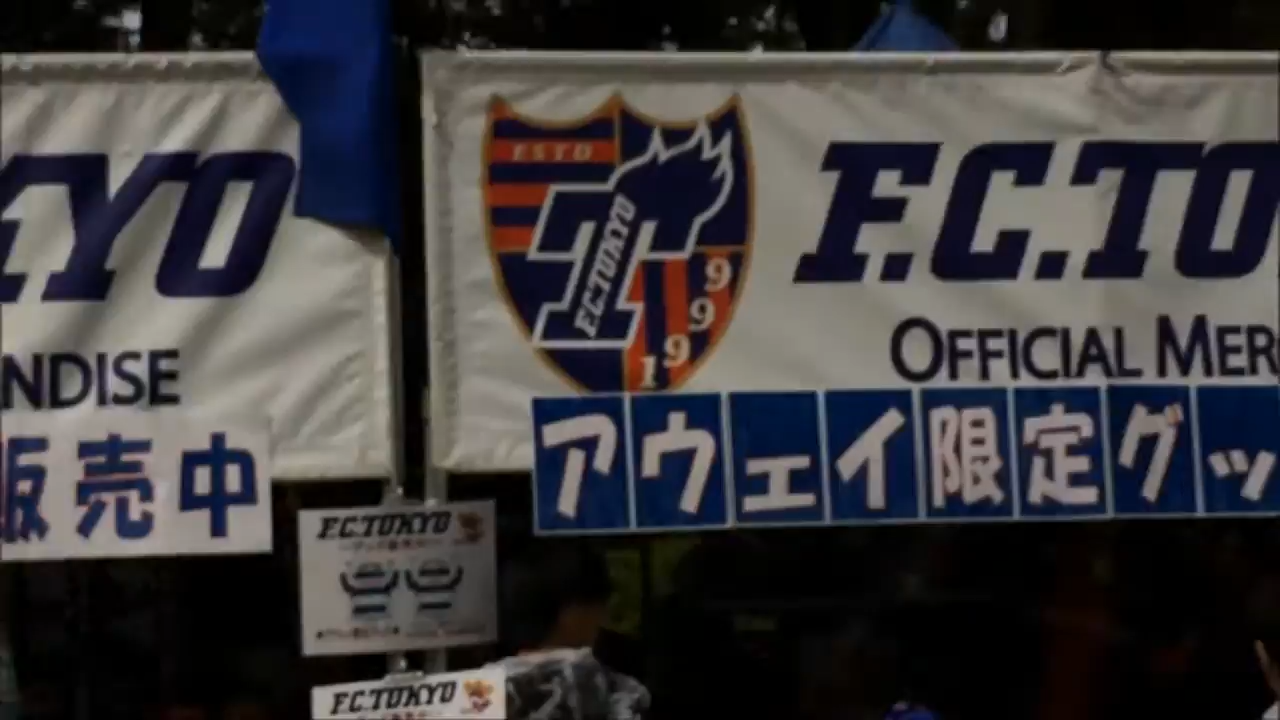 KYO
NDISE
販売中
ESTD
F.C.TOKYO
1999
F.C.TO
OFFICIAL MER
アウェイ限定グッ
F.C.TOKYO
F.C.TOKYO